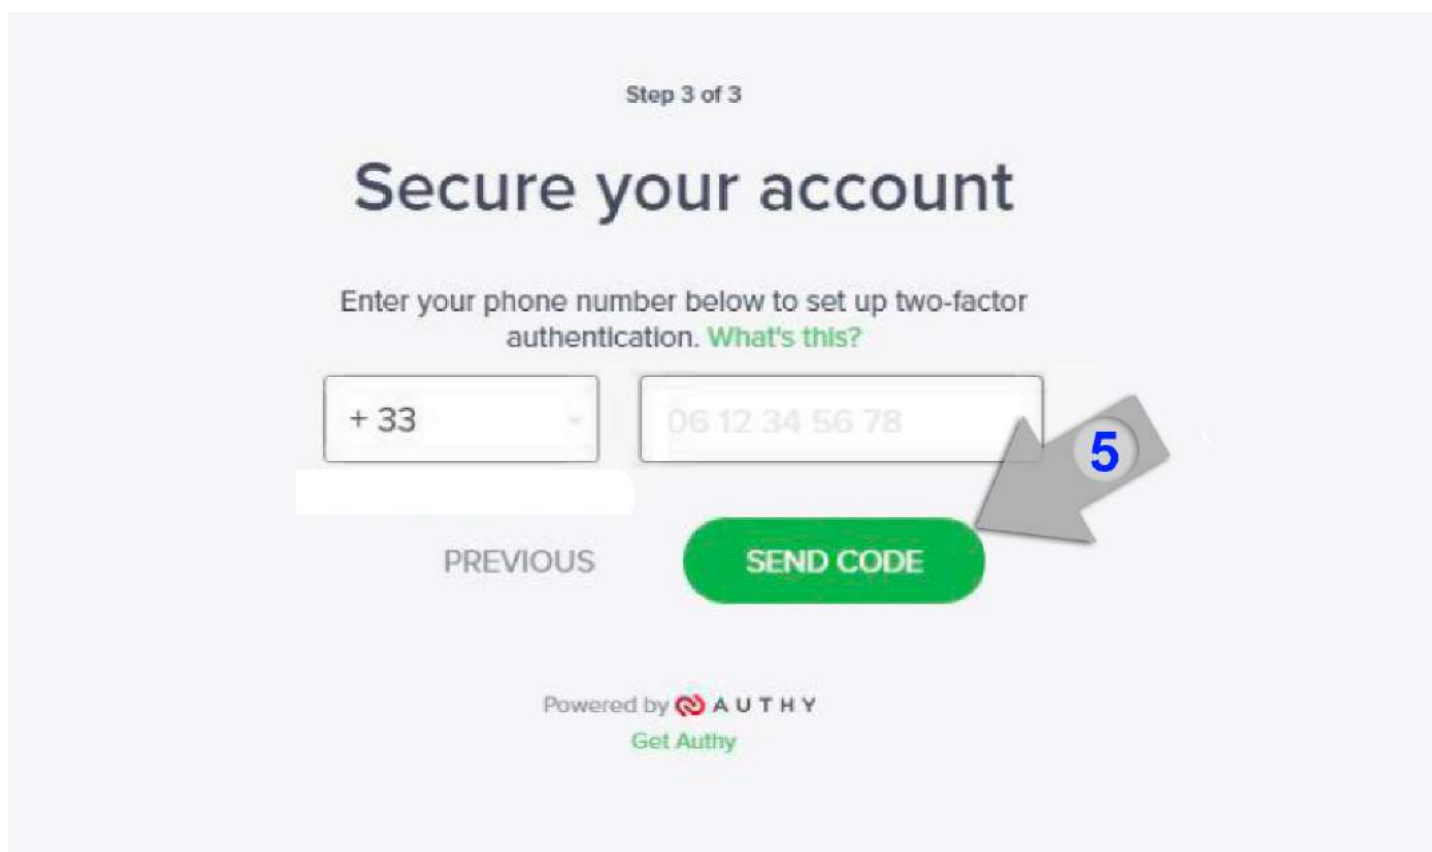 Step 3 of 3
Secure your account
Enter your phone number below to set up two-factor
authentication. What's this?
+ 33 06 12 34 56 78
5
PREVIOUS SEND CODE
Powered by AUTHY
Get Authy